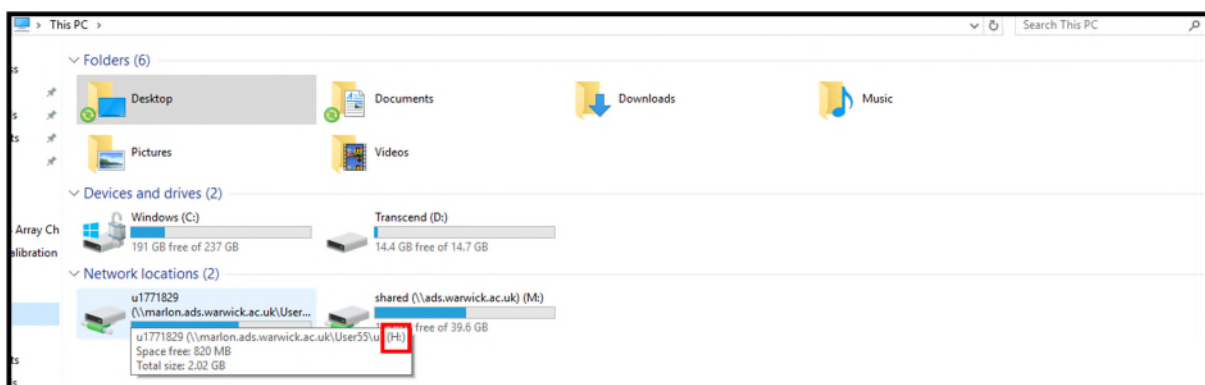 This PC
Search This PC
Folders (6)
Desktop
Documents
Downloads
Music
Pictures
Videos
Devices and drives (2)
Windows (C:)
191 GB free of 237 GB
Transcend (D:)
14.4 GB free of 14.7 GB
Array Ch
alibration
Network locations (2)
u1771829
(\\marlon.ads.warwick.ac.uk\User...
shared (\\ads.warwick.ac.uk) (M:)
free of 39.6 GB
u1771829 (\\marlon.ads.warwick.ac.uk\User55\u (H:)
Space free: 820 MB
Total size: 2.02 GB